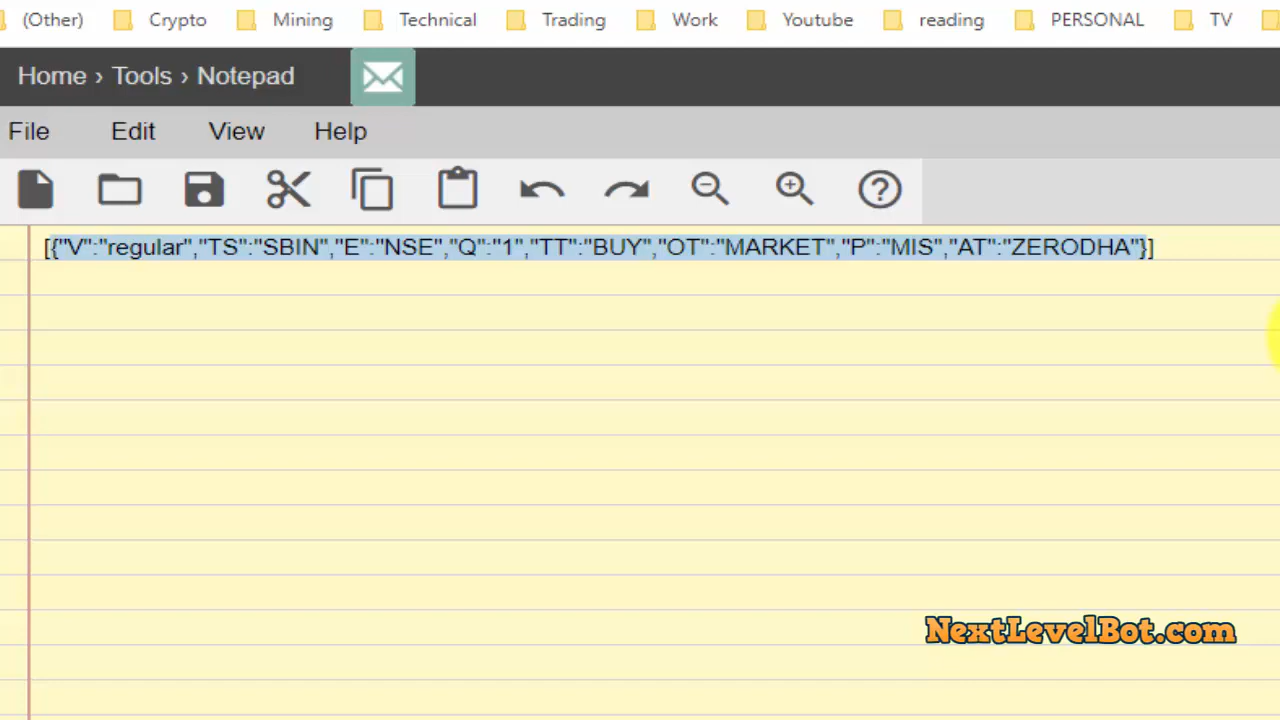 (Other) Crypto Mining Technical Trading Work Youtube reading PERSONAL TV
Home › Tools › Notepad
File Edit View Help
[{"V":"regular","TS":"SBIN","E":"NSE","Q":"1","TT":"BUY","OT":"MARKET","P":"MIS","AT":"ZERODHA"}]
NextLevelBot.com